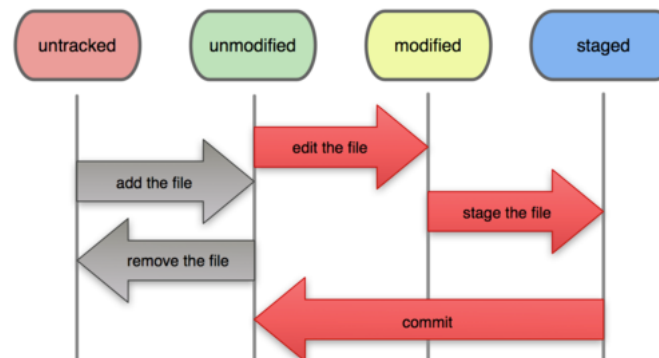 untracked
unmodified
modified
staged
edit the file
add the file
stage the file
remove the file
commit